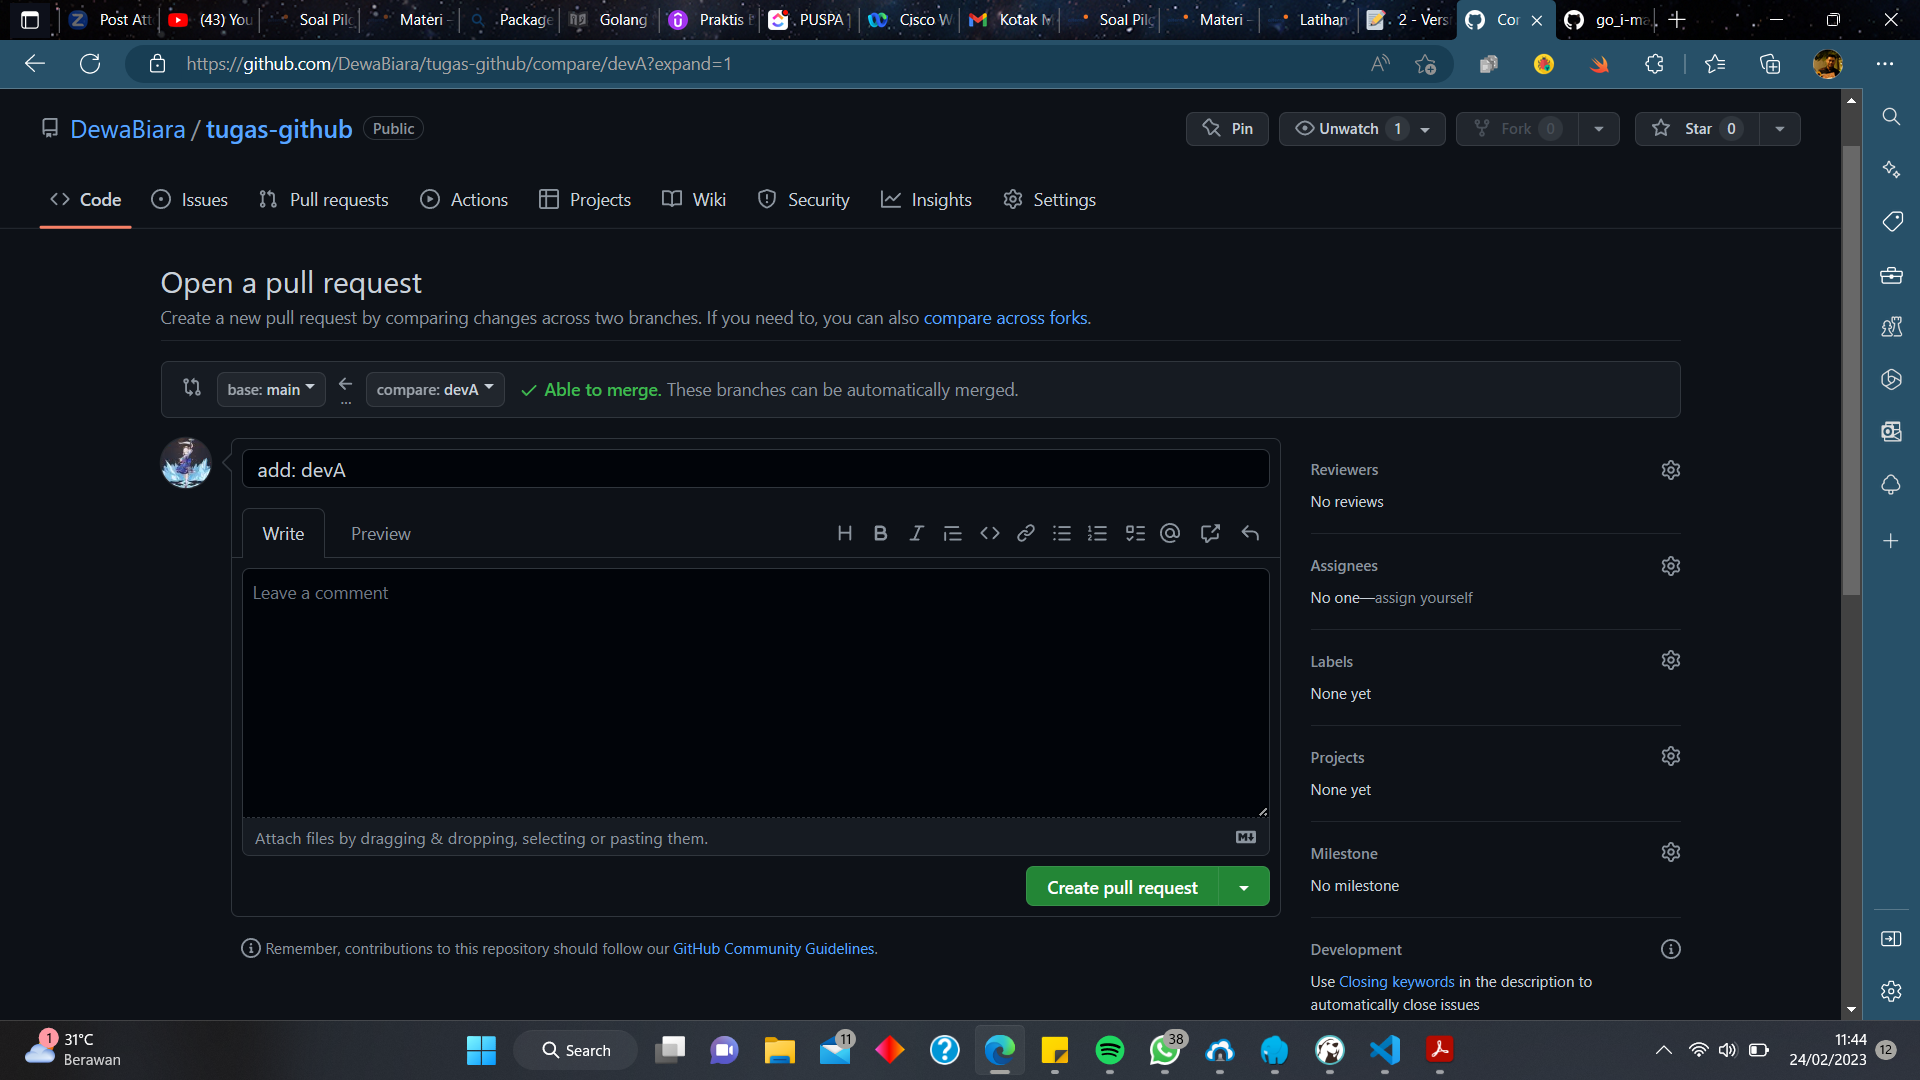 Post Att
(43) You
Soal Pilg
Materi -
Package
Golang
Praktis B
PUSPA
Cisco W
Kotak M
Soal Pilg
Materi -
Latihan
2 - Versi
Cor
go_i-ma
https://github.com/DewaBiara/tugas-github/compare/devA?expand=1
DewaBiara / tugas-github Public
Pin
Unwatch 1
Fork 0
Star 0
Code
Issues
Pull requests
Actions
Projects
Wiki
Security
Insights
Settings
Open a pull request
Create a new pull request by comparing changes across two branches. If you need to, you can also compare across forks.
base: main
compare: devA
Able to merge. These branches can be automatically merged.
add: devA
Write
Preview
Leave a comment
Attach files by dragging & dropping, selecting or pasting them.
Create pull request
Remember, contributions to this repository should follow our GitHub Community Guidelines.
Reviewers
No reviews
Assignees
No one—assign yourself
Labels
None yet
Projects
None yet
Milestone
No milestone
Development
Use Closing keywords in the description to
automatically close issues
1
31°C
Berawan
Search
11
38
11:44
24/02/2023
12